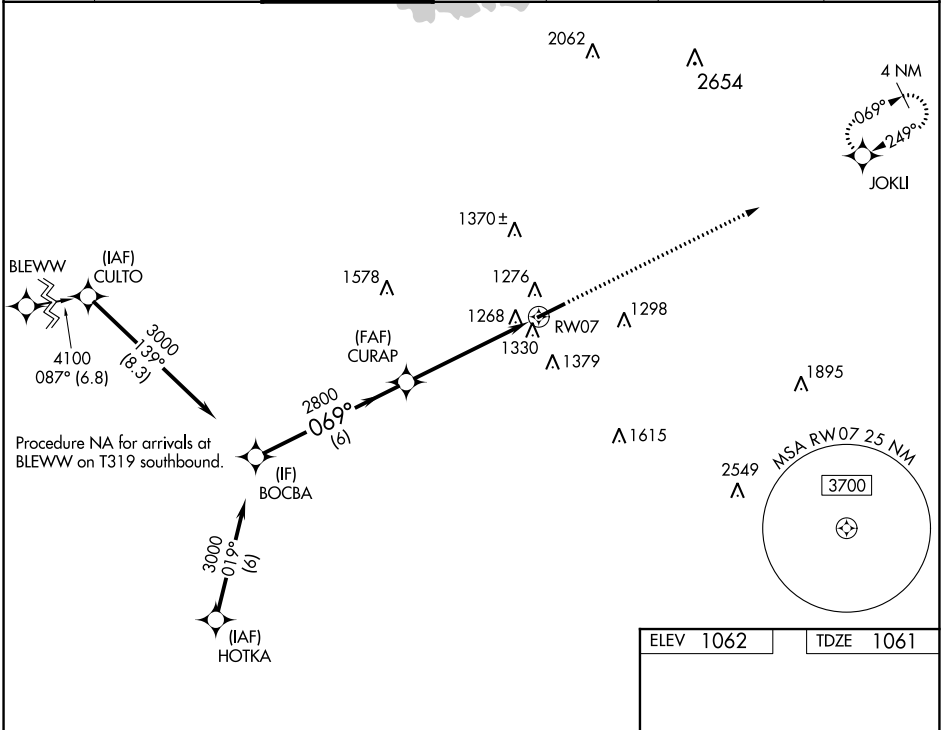 2062
2654
4 NM
069°
249°
JOKLI
1370 ±
BLEWW
(IAF)
CULTO
1578
1276
1268
RW07
1298
1330
1379
4100
087° (6.8)
3000
139°
(8.3)
(FAF)
CURAP
2800
069°
(6)
1895
Procedure NA for arrivals at
BLEWW on T319 southbound.
1615
MSA RW07 25 NM
3700
2549
(IF)
BOCBA
3000
019°
(6)
(IAF)
HOTKA
ELEV 1062
TDZE 1061